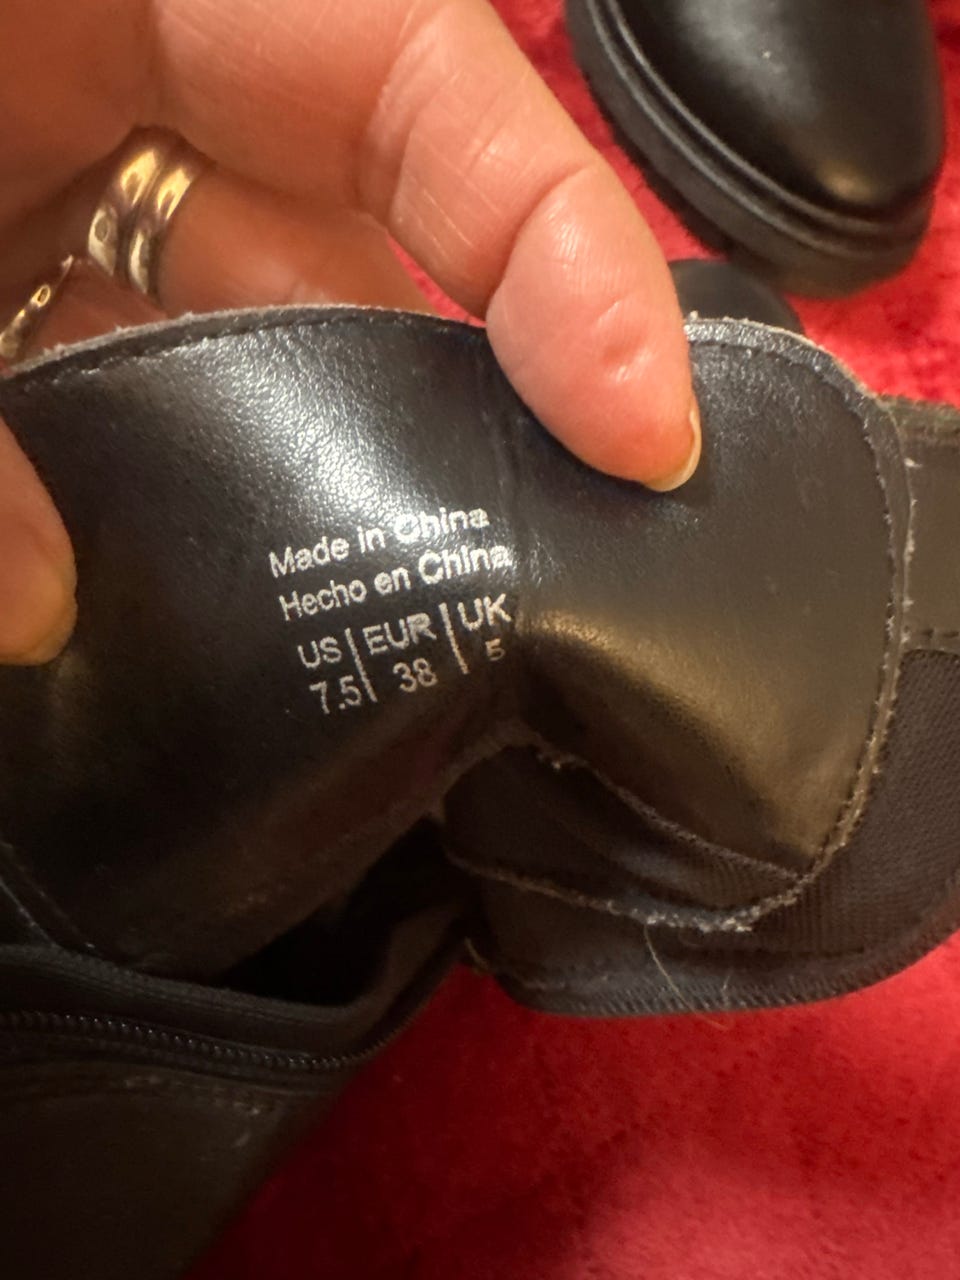 Made in China
Hecho en China
US | EUR | UK
7.5 | 38 | 5